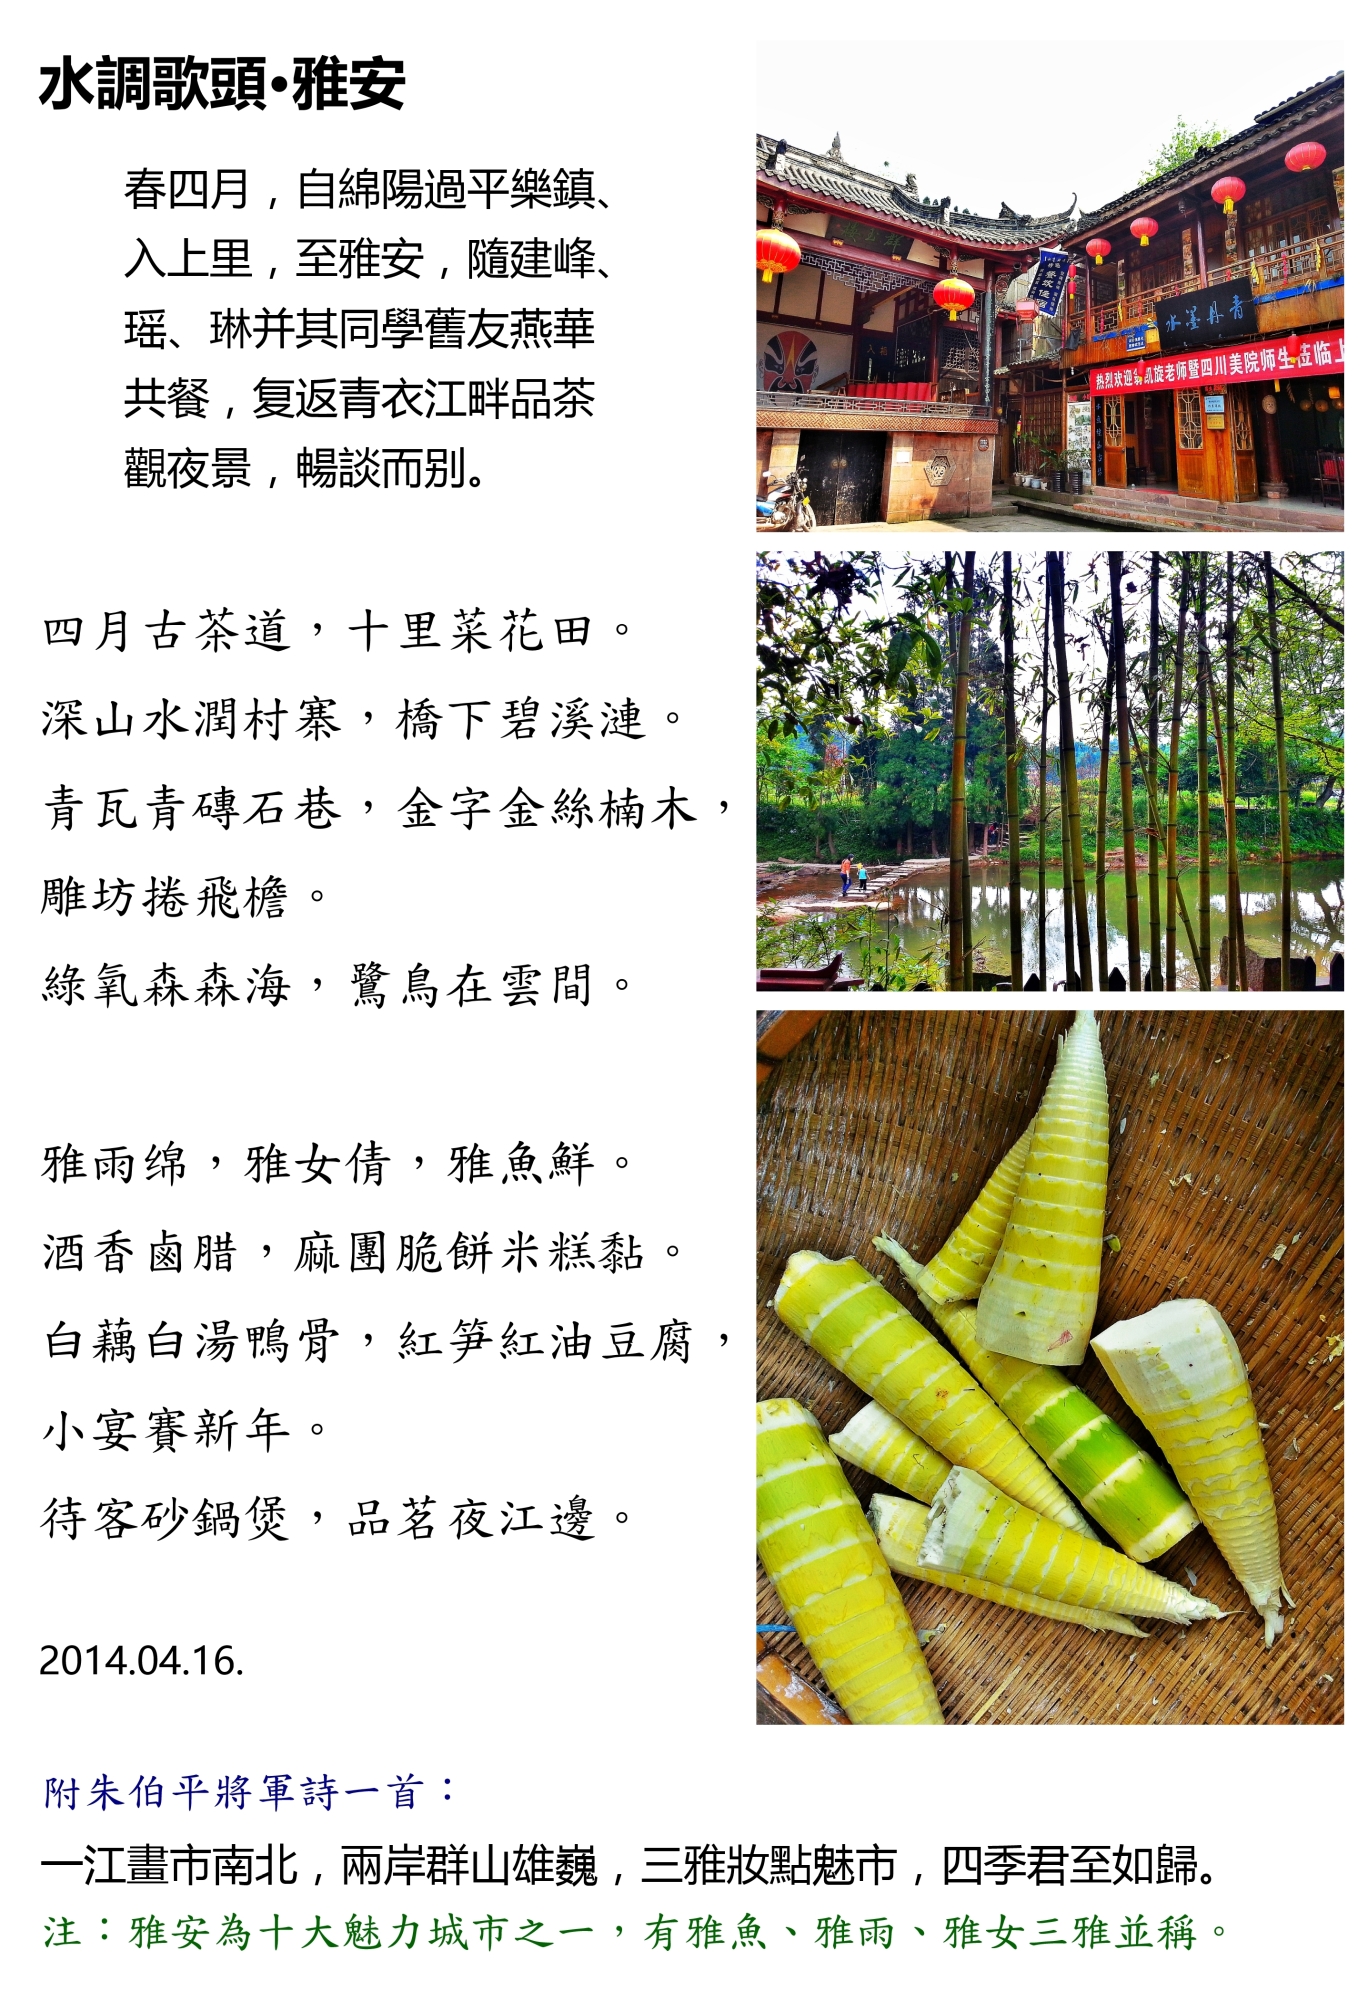 水調歌頭·雅安
春四月，自綿陽過平樂鎮、
入上里，至雅安，隨建峰、
瑶、琳并其同學舊友燕華
共餐，复返青衣江畔品茶
觀夜景，暢談而别。
四月古茶道，十里菜花田。
深山水潤村寨，橋下碧溪漣。
青瓦青磚石巷，金字金絲楠木，
雕坊捲飛檐。
綠氧森森海，鷺鳥在雲間。
雅雨绵，雅女倩，雅魚鮮。
酒香鹵腊，麻團脆餅米糕黏。
白藕白湯鴨骨，紅笋紅油豆腐，
小宴賽新年。
待客砂鍋煲，品茗夜江邊。
2014.04.16.
附朱伯平將軍詩一首：
一江畫市南北，兩岸群山雄巍，三雅妝點魅市，四季君至如歸。
注：雅安為十大魅力城市之一，有雅魚、雅雨、雅女三雅並稱。
水墨丹青
热烈欢迎 凯旋老师暨四川美院师生莅临上